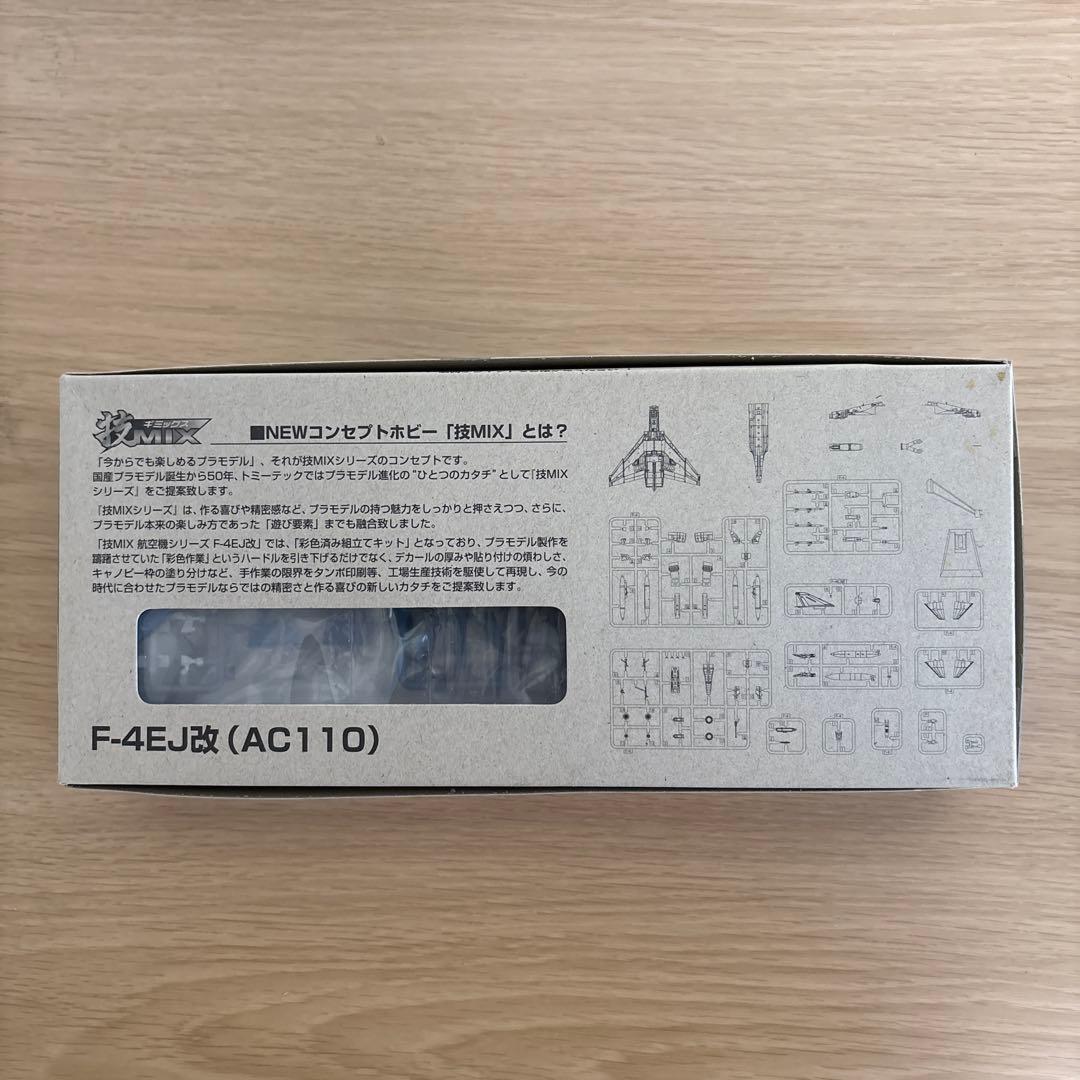 技MIX
ギミックス
■NEWコンセプトホビー「技MIX」とは?
「今からでも楽しめるプラモデル」、それが技MIXシリーズのコンセプトです。
国産プラモデル誕生から50年、トミーテックではプラモデル進化の"ひとつのカタチ"として「技MIX
シリーズ」をご提案致します。
「技MIXシリーズ」は、作る喜びや精密感など、プラモデルの持つ魅力をしっかりと押さえつつ、さらに、
プラモデル本来の楽しみ方であった「遊び要素」までも融合致しました。
「技MIX 航空機シリーズ F-4EJ改」では、「彩色済み組立てキット」となっており、プラモデル製作を
躊躇させていた「彩色作業」というハードルを引き下げるだけでなく、デカールの厚みや貼り付けの煩わしさ、
キャノピー枠の塗り分けなど、手作業の限界をタンポ印刷等、工場生産技術を駆使して再現し、今の
時代に合わせたプラモデルならではの精密さと作る喜びの新しいカタチをご提案致します。
F-4EJ改(AC110)